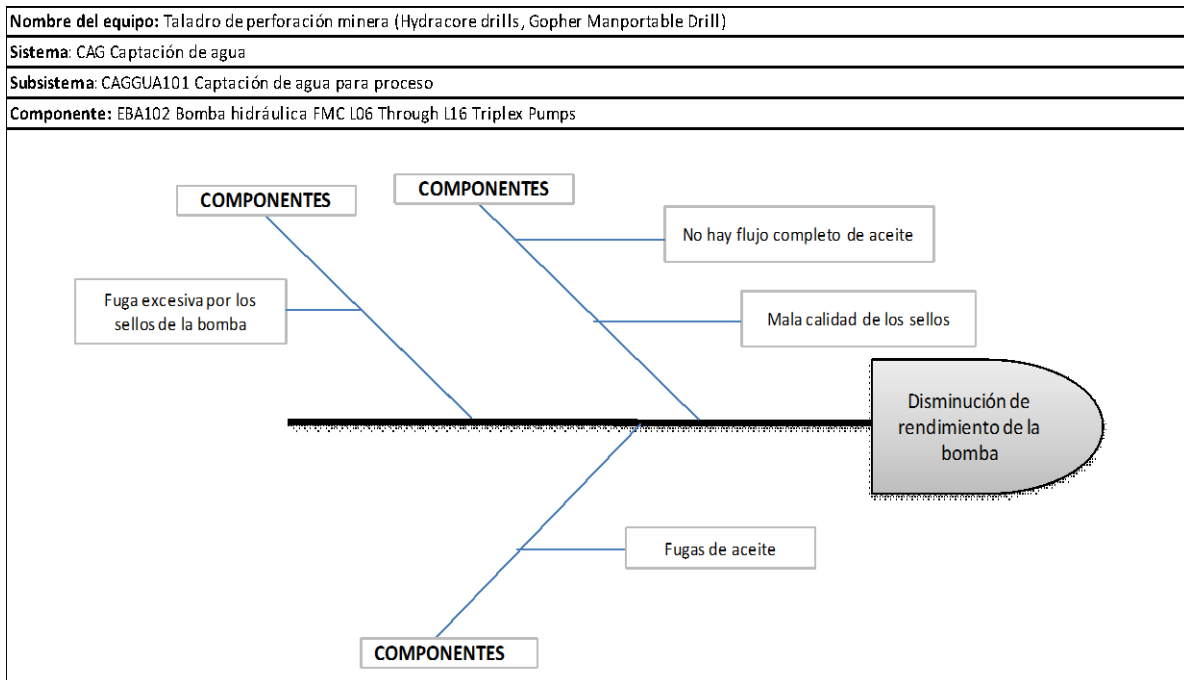 Nombre del equipo: Taladro de perforación minera (Hydracore drills, Gopher Manportable Drill)
Sistema: CAG Captación de agua
Subsistema: CAGGUA101 Captación de agua para proceso
Componente: EBA102 Bomba hidráulica FMC L06 Through L16 Triplex Pumps
COMPONENTES
COMPONENTES
No hay flujo completo de aceite
Fuga excesiva por los
sellos de la bomba
Mala calidad de los sellos
Disminución de
rendimiento de la
bomba
Fugas de aceite
COMPONENTES